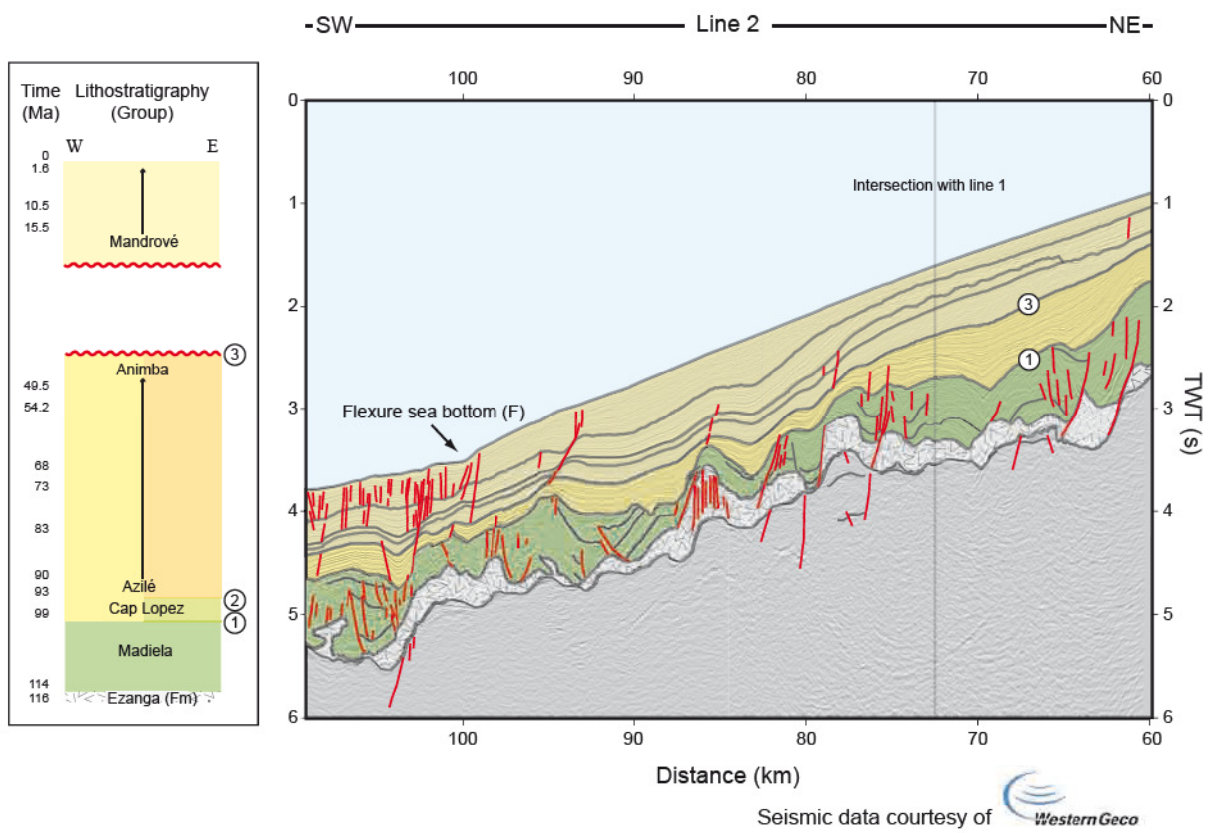 SW Line 2 NE
Time Lithostratigraphy
(Ma) (Group)
W E
0
1.6
10.5
15.5
Mandrové
3
Animba
49.5
54.2
68
73
83
90
Azilé
93
2
Cap Lopez
99
1
Madiela
114
Ezanga (Fm)
116
100 90 80 70 60
0 0
Intersection with line 1
1 1
2 2
3
1
3 3
Flexure sea bottom (F)
TWT (s)
4 4
5 5
6 6
100 90 80 70 60
Distance (km)
Seismic data courtesy of WesternGeco